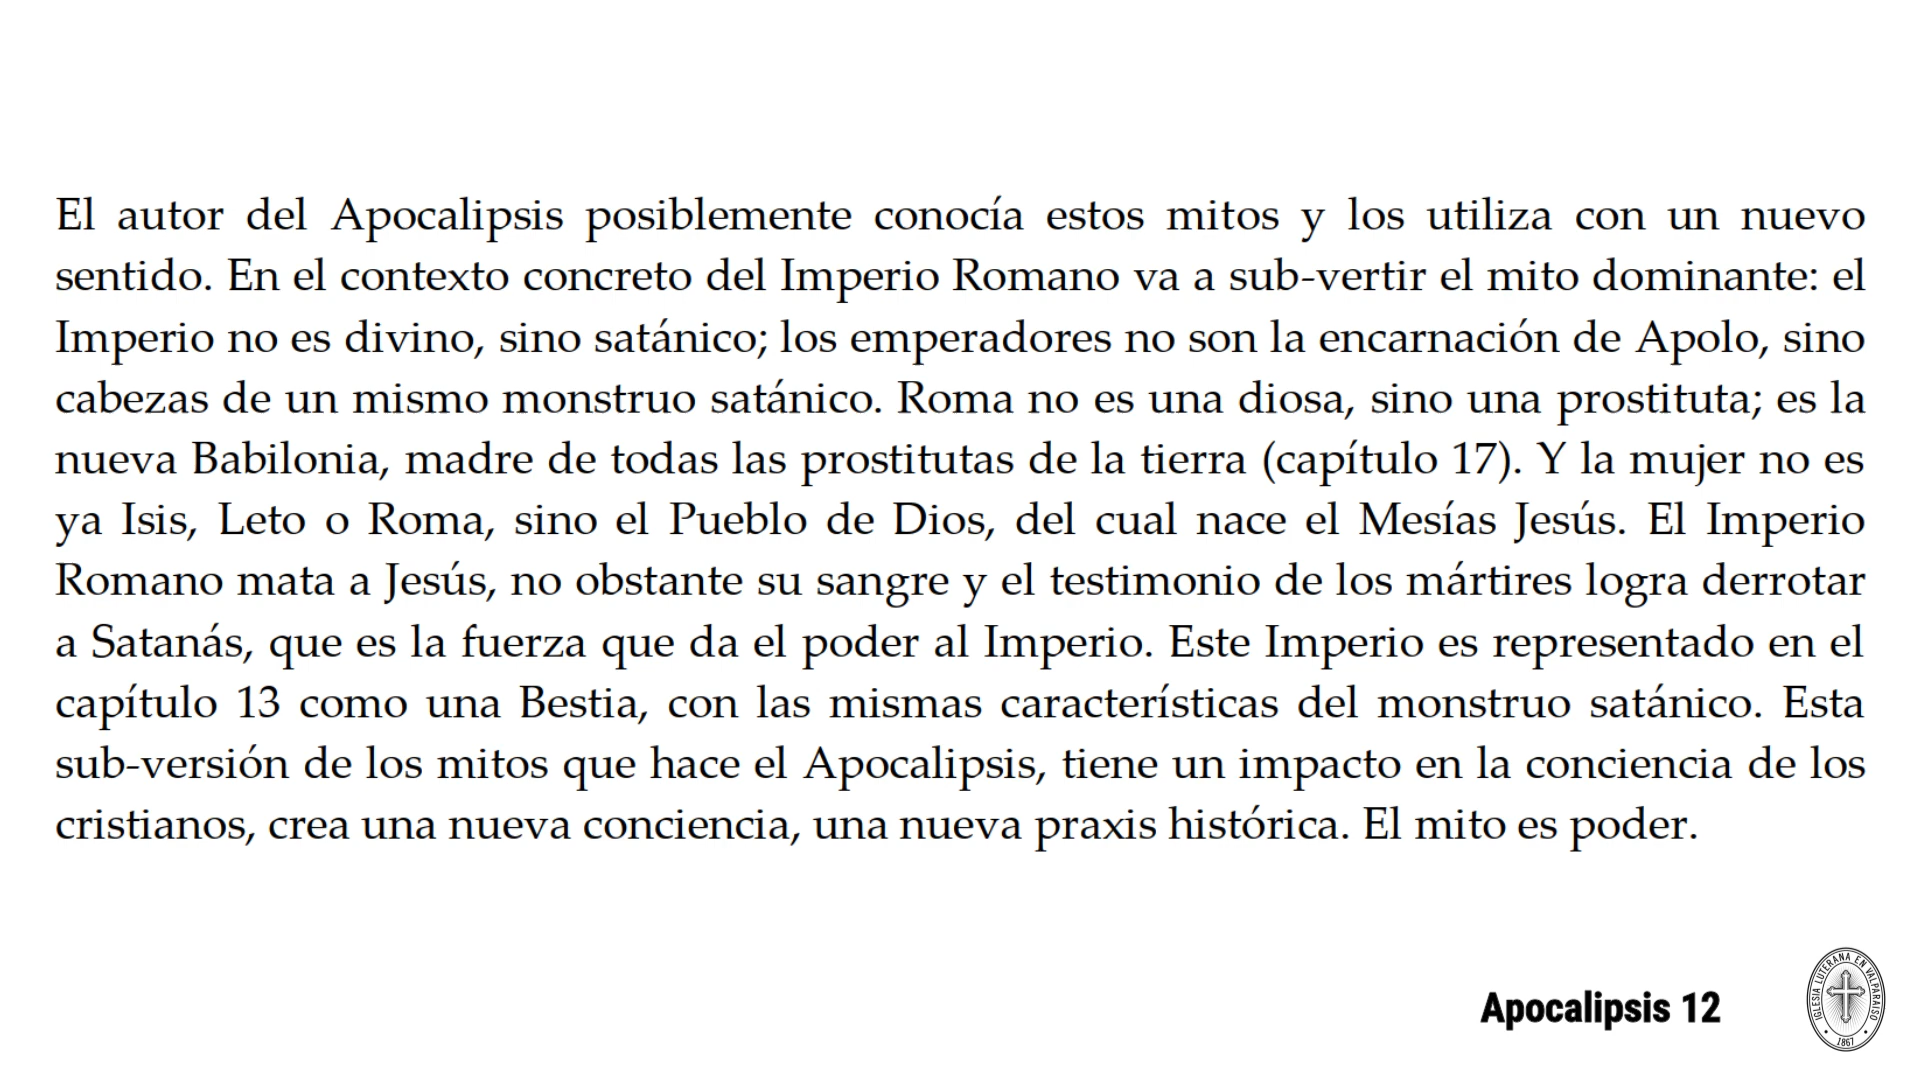 El autor del Apocalipsis posiblemente conocía estos mitos y los utiliza con un nuevo
sentido. En el contexto concreto del Imperio Romano va a sub-vertir el mito dominante: el
Imperio no es divino, sino satánico; los emperadores no son la encarnación de Apolo, sino
cabezas de un mismo monstruo satánico. Roma no es una diosa, sino una prostituta; es la
nueva Babilonia, madre de todas las prostitutas de la tierra (capítulo 17). Y la mujer no es
ya Isis, Leto o Roma, sino el Pueblo de Dios, del cual nace el Mesías Jesús. El Imperio
Romano mata a Jesús, no obstante su sangre y el testimonio de los mártires logra derrotar
a Satanás, que es la fuerza que da el poder al Imperio. Este Imperio es representado en el
capítulo 13 como una Bestia, con las mismas características del monstruo satánico. Esta
sub-versión de los mitos que hace el Apocalipsis, tiene un impacto en la conciencia de los
cristianos, crea una nueva conciencia, una nueva praxis histórica. El mito es poder.
Apocalipsis 12
IGLESIA LUTERANA EN VALPARAISO
1867